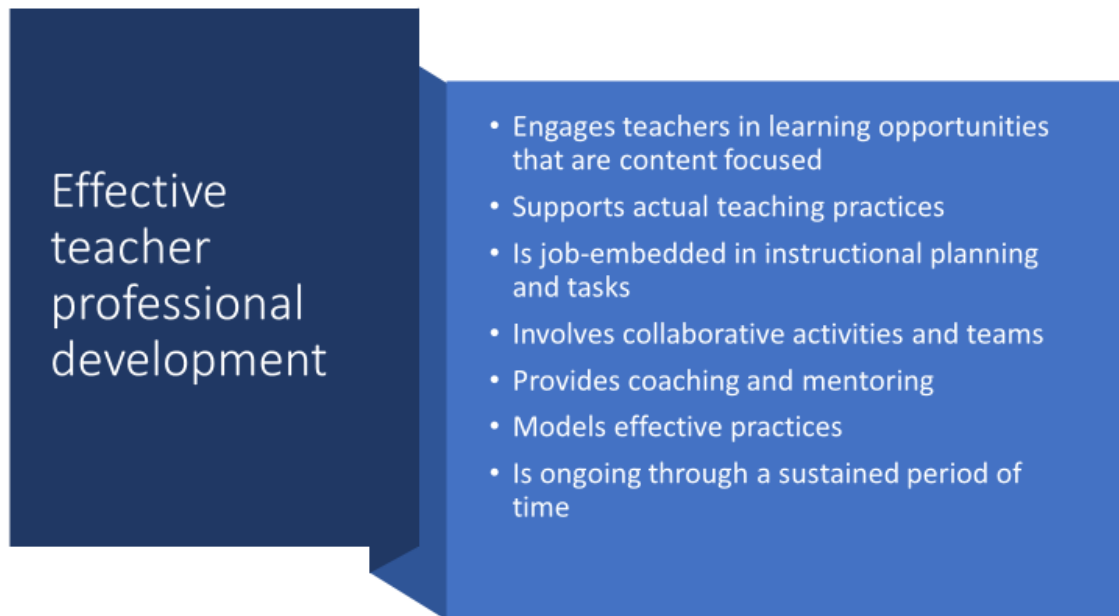 Effective
teacher
professional
development
• Engages teachers in learning opportunities
that are content focused
• Supports actual teaching practices
• Is job-embedded in instructional planning
and tasks
• Involves collaborative activities and teams
• Provides coaching and mentoring
• Models effective practices
• Is ongoing through a sustained period of
time